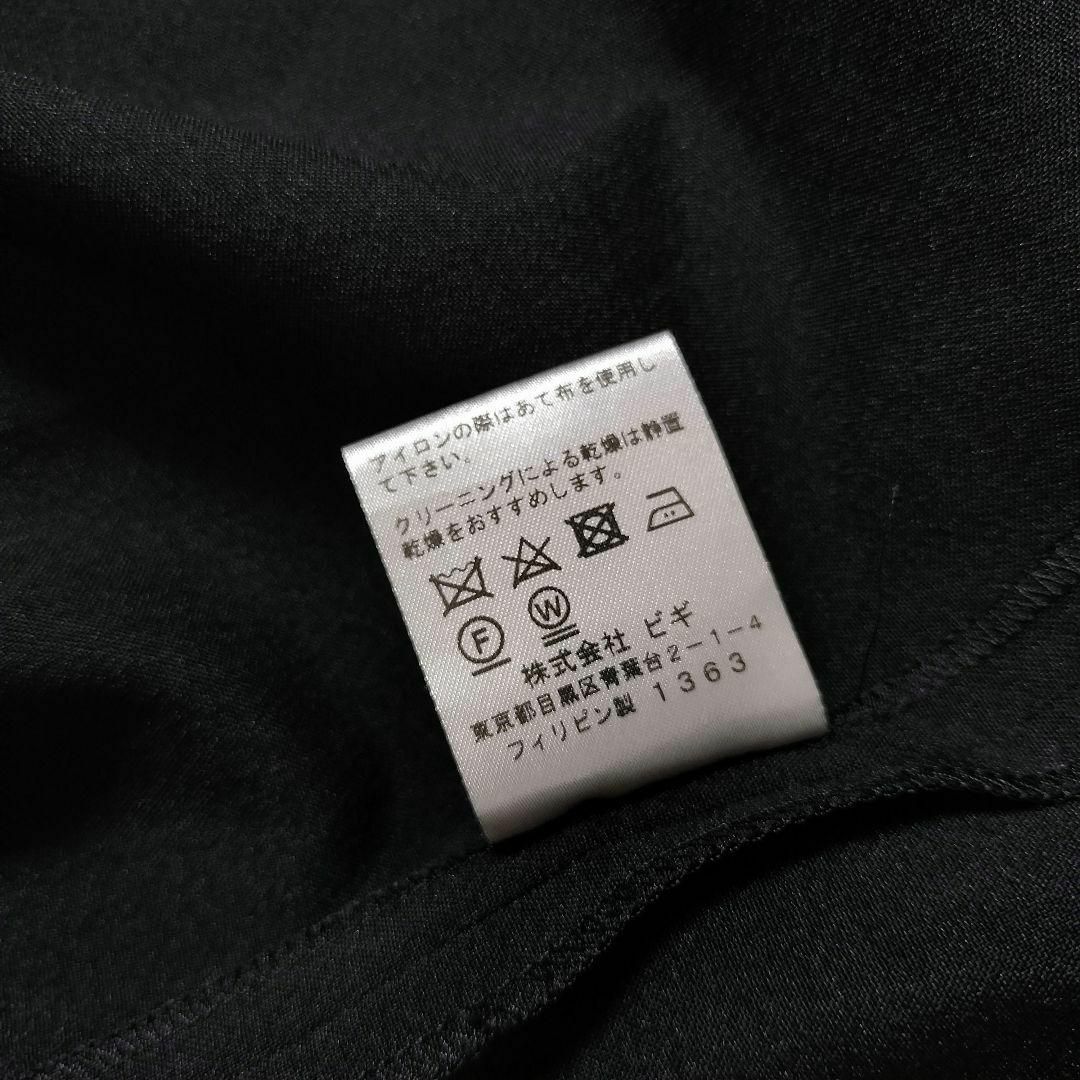 アイロンの際はあて布を使用し
て下さい。
クリーニングによる乾燥は静置
乾燥をおすすめします。
F W
株式会社 ビギ
東京都目黒区青葉台2-1-4
フィリピン製 1363